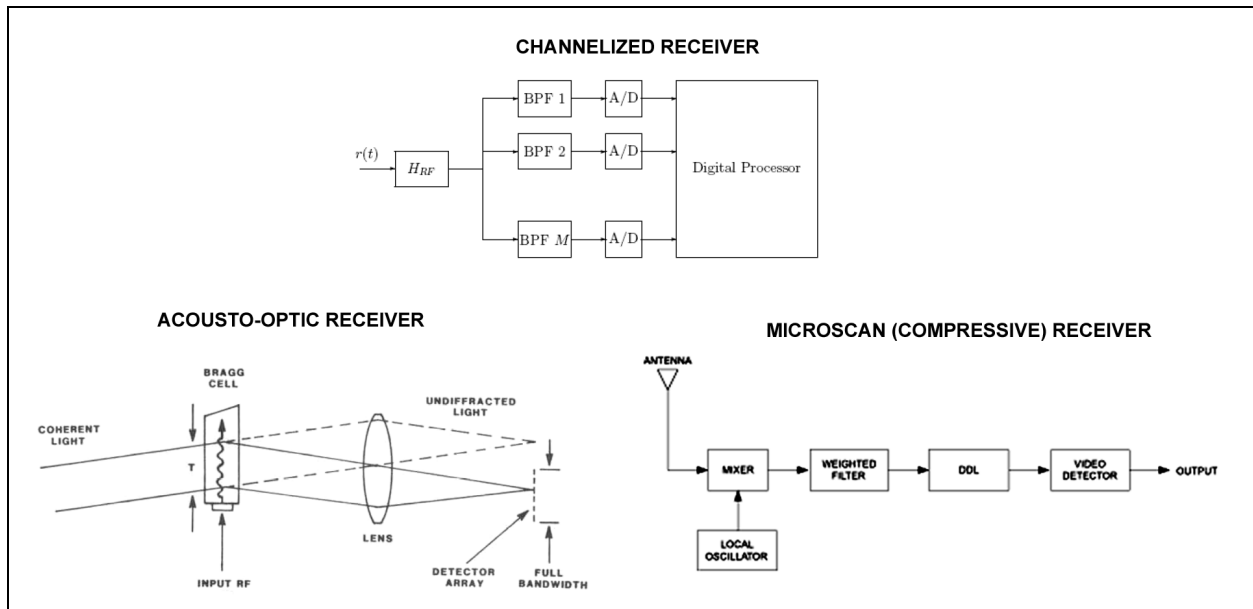 CHANNELIZED RECEIVER
BPF 1
A/D
BPF 2
A/D
r(t)
H_RF
Digital Processor
BPF M
A/D
ACOUSTO-OPTIC RECEIVER
BRAGG
CELL
COHERENT
LIGHT
T
UNDIFFRACTED
LIGHT
LENS
INPUT RF
DETECTOR
ARRAY
FULL
BANDWIDTH
MICROSCAN (COMPRESSIVE) RECEIVER
ANTENNA
MIXER
WEIGHTED
FILTER
DDL
VIDEO
DETECTOR
OUTPUT
LOCAL
OSCILLATOR